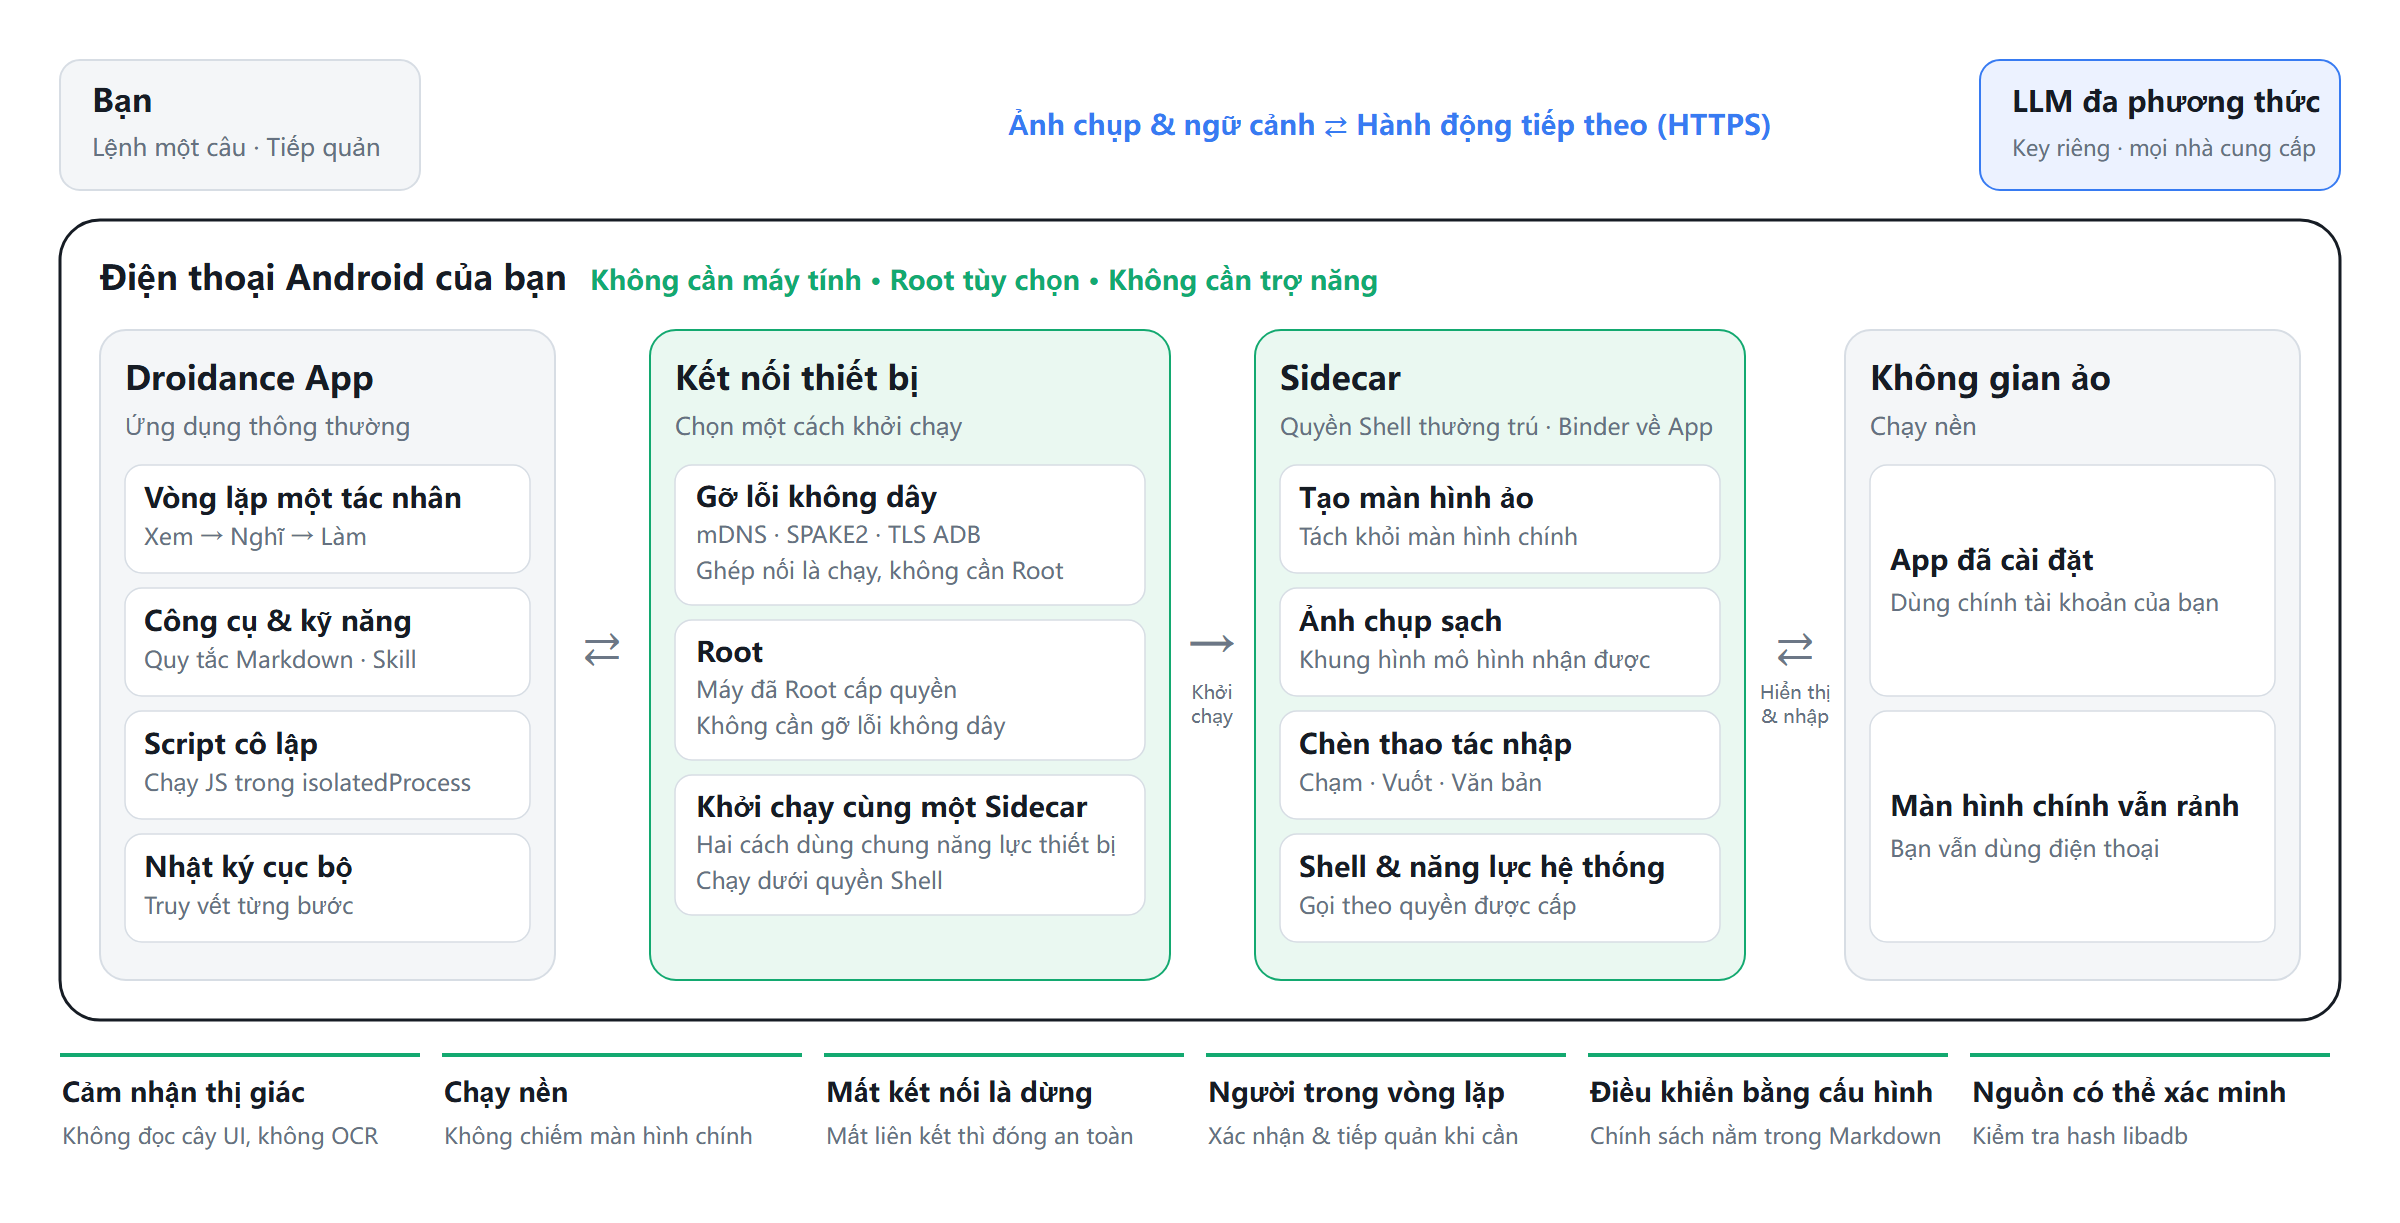 Bạn
Lệnh một câu · Tiếp quản
Ảnh chụp & ngữ cảnh ⇄ Hành động tiếp theo (HTTPS)
LLM đa phương thức
Key riêng · mọi nhà cung cấp
Điện thoại Android của bạn
Không cần máy tính • Root tùy chọn • Không cần trợ năng
Droidance App
Ứng dụng thông thường
Vòng lặp một tác nhân
Xem → Nghĩ → Làm
Công cụ & kỹ năng
Quy tắc Markdown · Skill
Script cô lập
Chạy JS trong isolatedProcess
Nhật ký cục bộ
Truy vết từng bước
⇄
Kết nối thiết bị
Chọn một cách khởi chạy
Gỡ lỗi không dây
mDNS · SPAKE2 · TLS ADB
Ghép nối là chạy, không cần Root
Root
Máy đã Root cấp quyền
Không cần gỡ lỗi không dây
Khởi chạy cùng một Sidecar
Hai cách dùng chung năng lực thiết bị
Chạy dưới quyền Shell
→
Khởi
chạy
Sidecar
Quyền Shell thường trú · Binder về App
Tạo màn hình ảo
Tách khỏi màn hình chính
Ảnh chụp sạch
Khung hình mô hình nhận được
Chèn thao tác nhập
Chạm · Vuốt · Văn bản
Shell & năng lực hệ thống
Gọi theo quyền được cấp
⇄
Hiển thị
& nhập
Không gian ảo
Chạy nền
App đã cài đặt
Dùng chính tài khoản của bạn
Màn hình chính vẫn rảnh
Bạn vẫn dùng điện thoại
Cảm nhận thị giác
Không đọc cây UI, không OCR
Chạy nền
Không chiếm màn hình chính
Mất kết nối là dừng
Mất liên kết thì đóng an toàn
Người trong vòng lặp
Xác nhận & tiếp quản khi cần
Điều khiển bằng cấu hình
Chính sách nằm trong Markdown
Nguồn có thể xác minh
Kiểm tra hash libadb